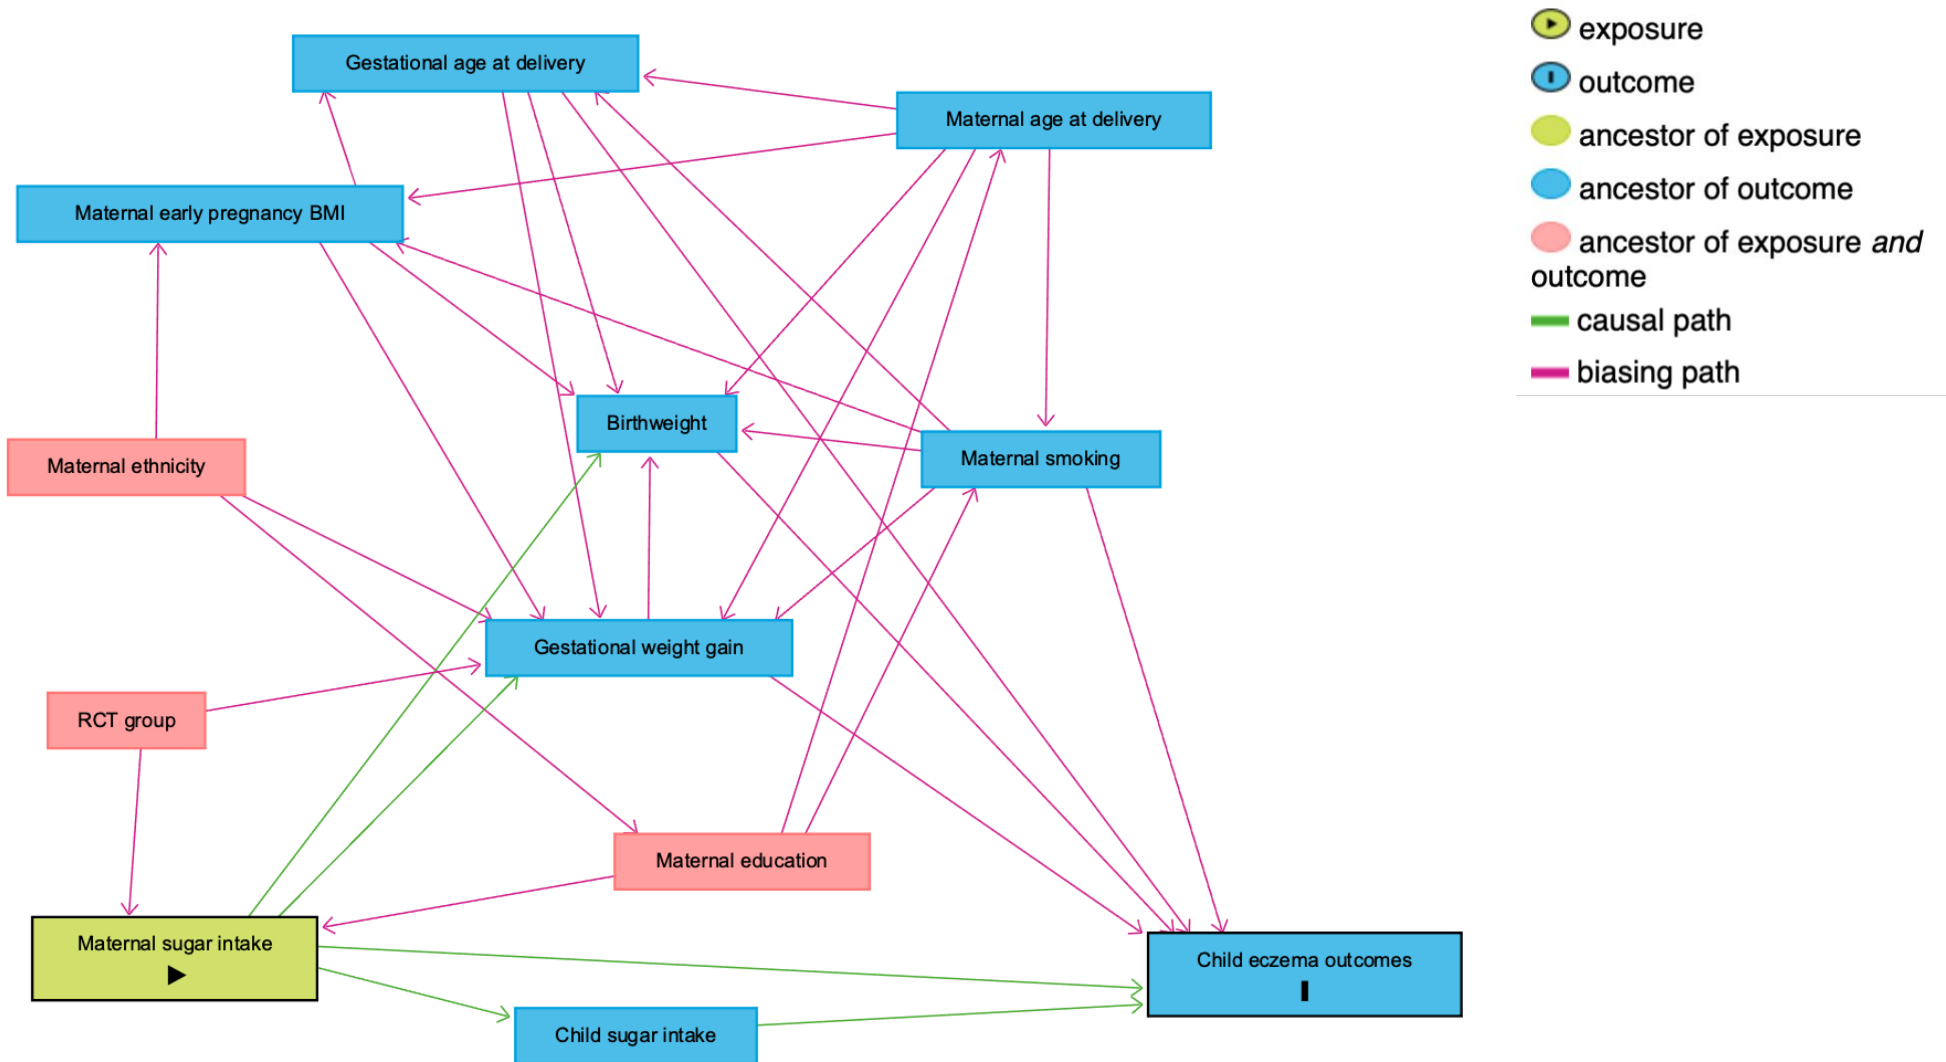 Gestational age at delivery
Maternal age at delivery
Maternal early pregnancy BMI
Birthweight
Maternal smoking
Maternal ethnicity
Gestational weight gain
RCT group
Maternal education
Maternal sugar intake
Child eczema outcomes
Child sugar intake
exposure
outcome
ancestor of exposure
ancestor of outcome
ancestor of exposure and
outcome
causal path
biasing path